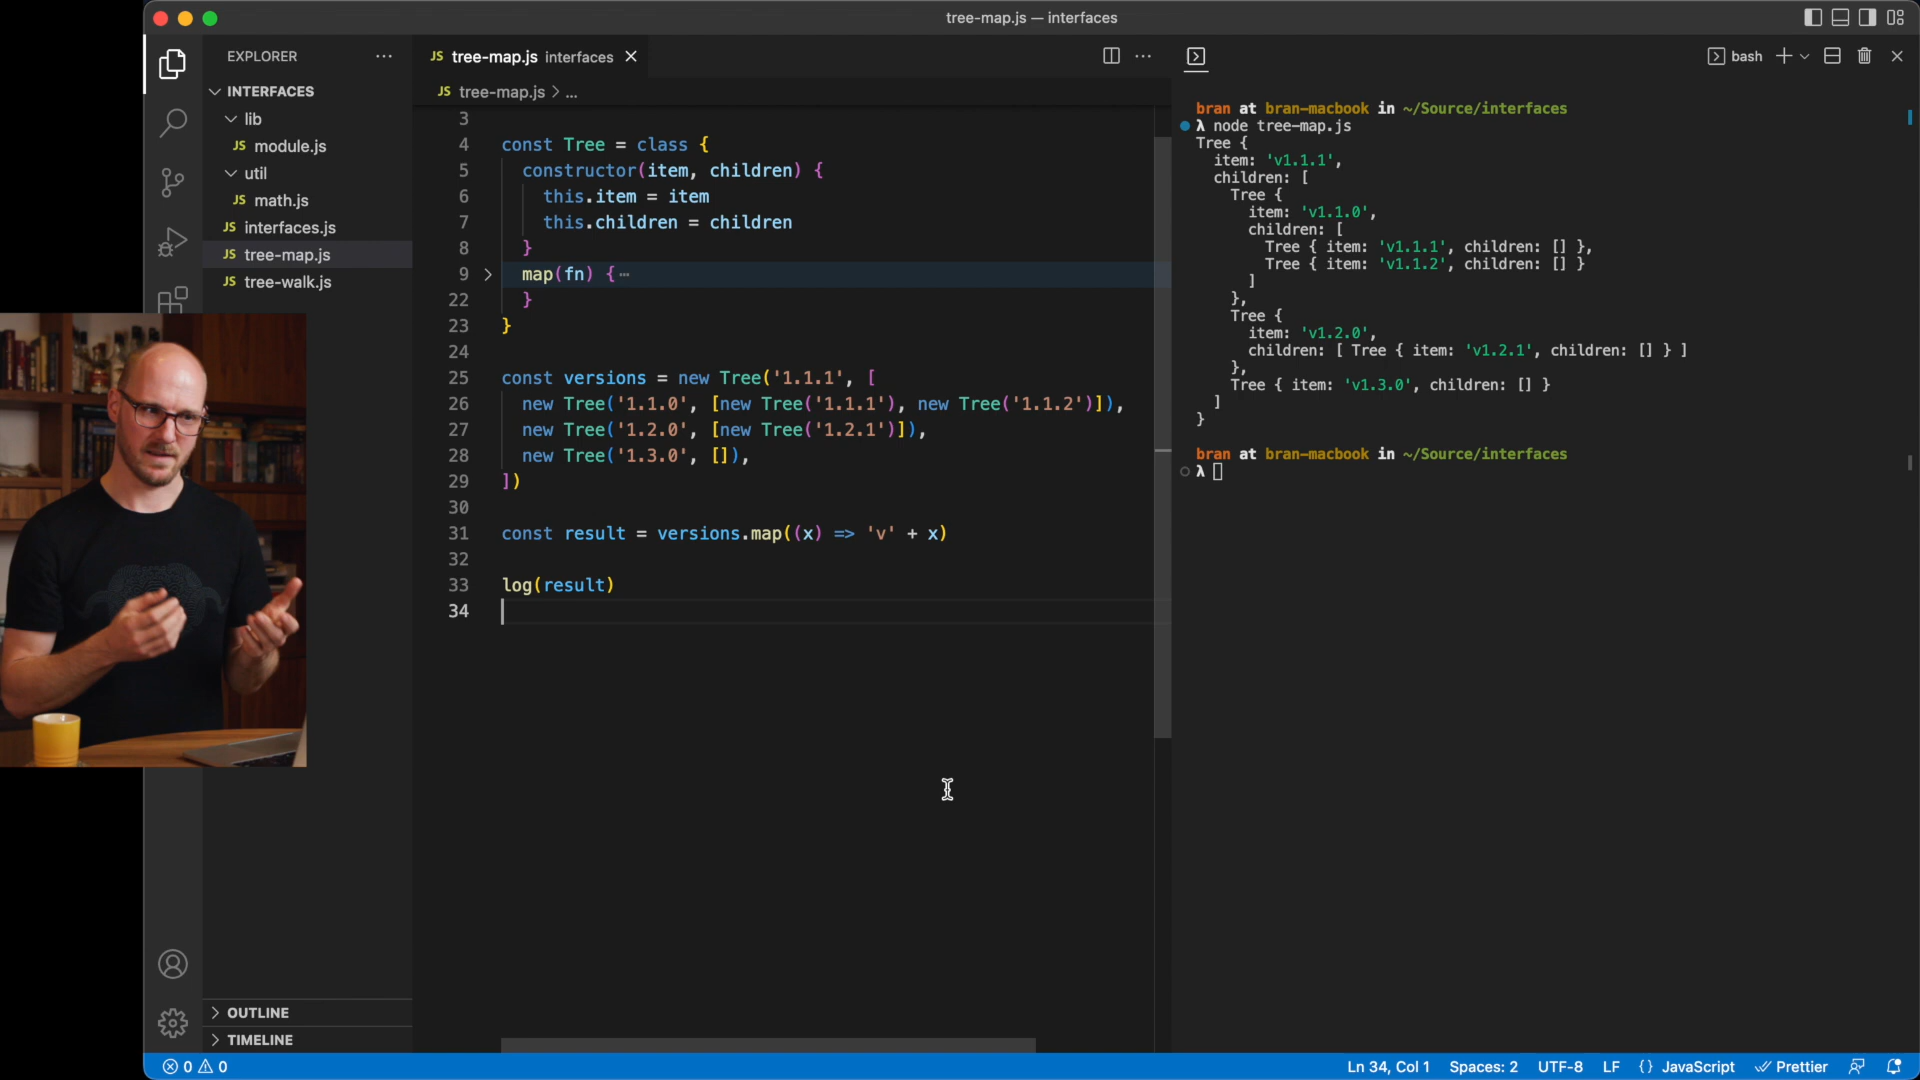 tree-map.js — interfaces
EXPLORER
INTERFACES
lib
JS module.js
util
JS math.js
JS interfaces.js
JS tree-map.js
JS tree-walk.js
OUTLINE
TIMELINE
JS tree-map.js interfaces
JS tree-map.js > ...
3
4 const Tree = class {
5 constructor(item, children) {
6 this.item = item
7 this.children = children
8 }
9 map(fn) { ⋯
22 }
23 }
24
25 const versions = new Tree('1.1.1', [
26 new Tree('1.1.0', [new Tree('1.1.1'), new Tree('1.1.2')]),
27 new Tree('1.2.0', [new Tree('1.2.1')]),
28 new Tree('1.3.0', []),
29 ])
30
31 const result = versions.map((x) => 'v' + x)
32
33 log(result)
34
bash
bran at bran-macbook in ~/Source/interfaces
λ node tree-map.js
Tree {
item: 'v1.1.1',
children: [
Tree {
item: 'v1.1.0',
children: [
Tree { item: 'v1.1.1', children: [] },
Tree { item: 'v1.1.2', children: [] }
]
},
Tree {
item: 'v1.2.0',
children: [ Tree { item: 'v1.2.1', children: [] } ]
},
Tree { item: 'v1.3.0', children: [] }
]
}
bran at bran-macbook in ~/Source/interfaces
λ
0 0
Ln 34, Col 1 Spaces: 2 UTF-8 LF {} JavaScript Prettier